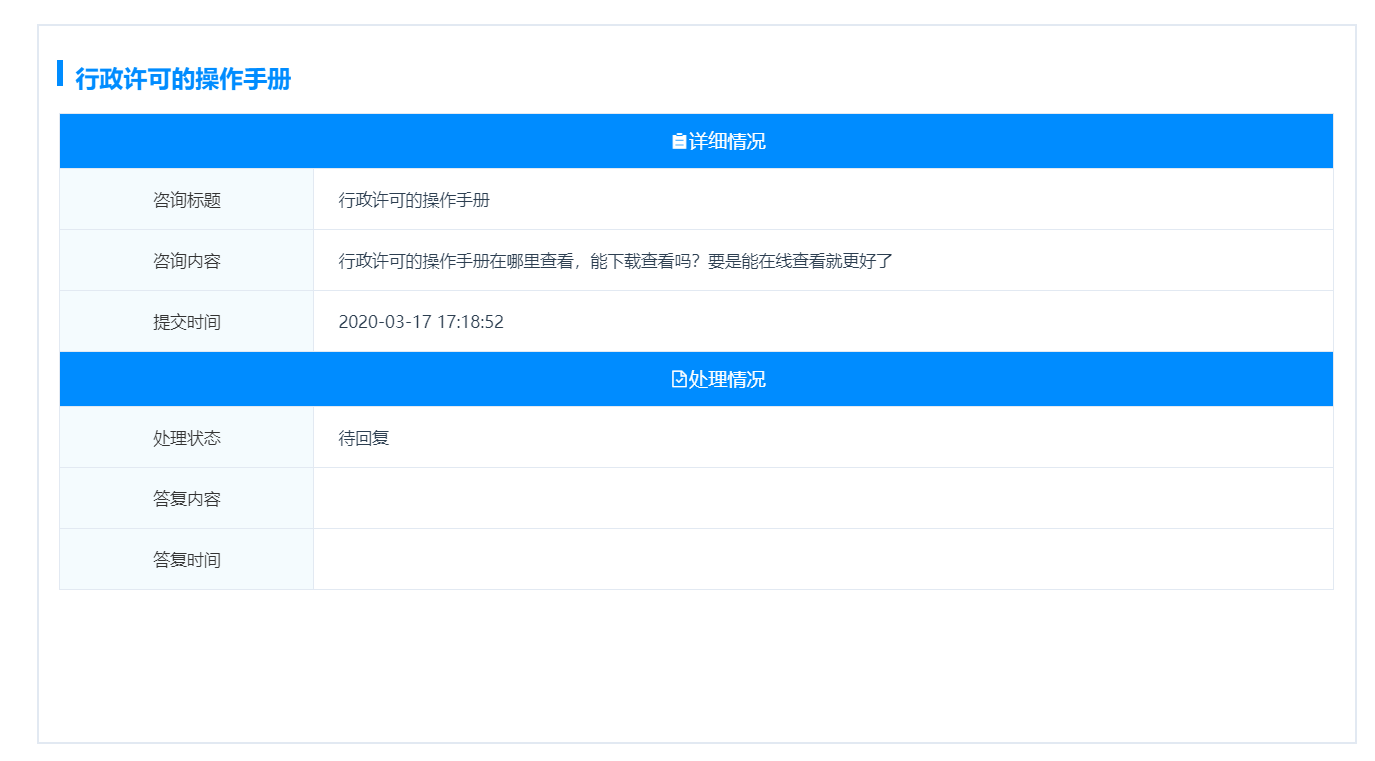 行政许可的操作手册
详细情况
咨询标题 行政许可的操作手册
咨询内容 行政许可的操作手册在哪里查看，能下载查看吗？要是能在线查看就更好了
提交时间 2020-03-17 17:18:52
处理情况
处理状态 待回复
答复内容
答复时间